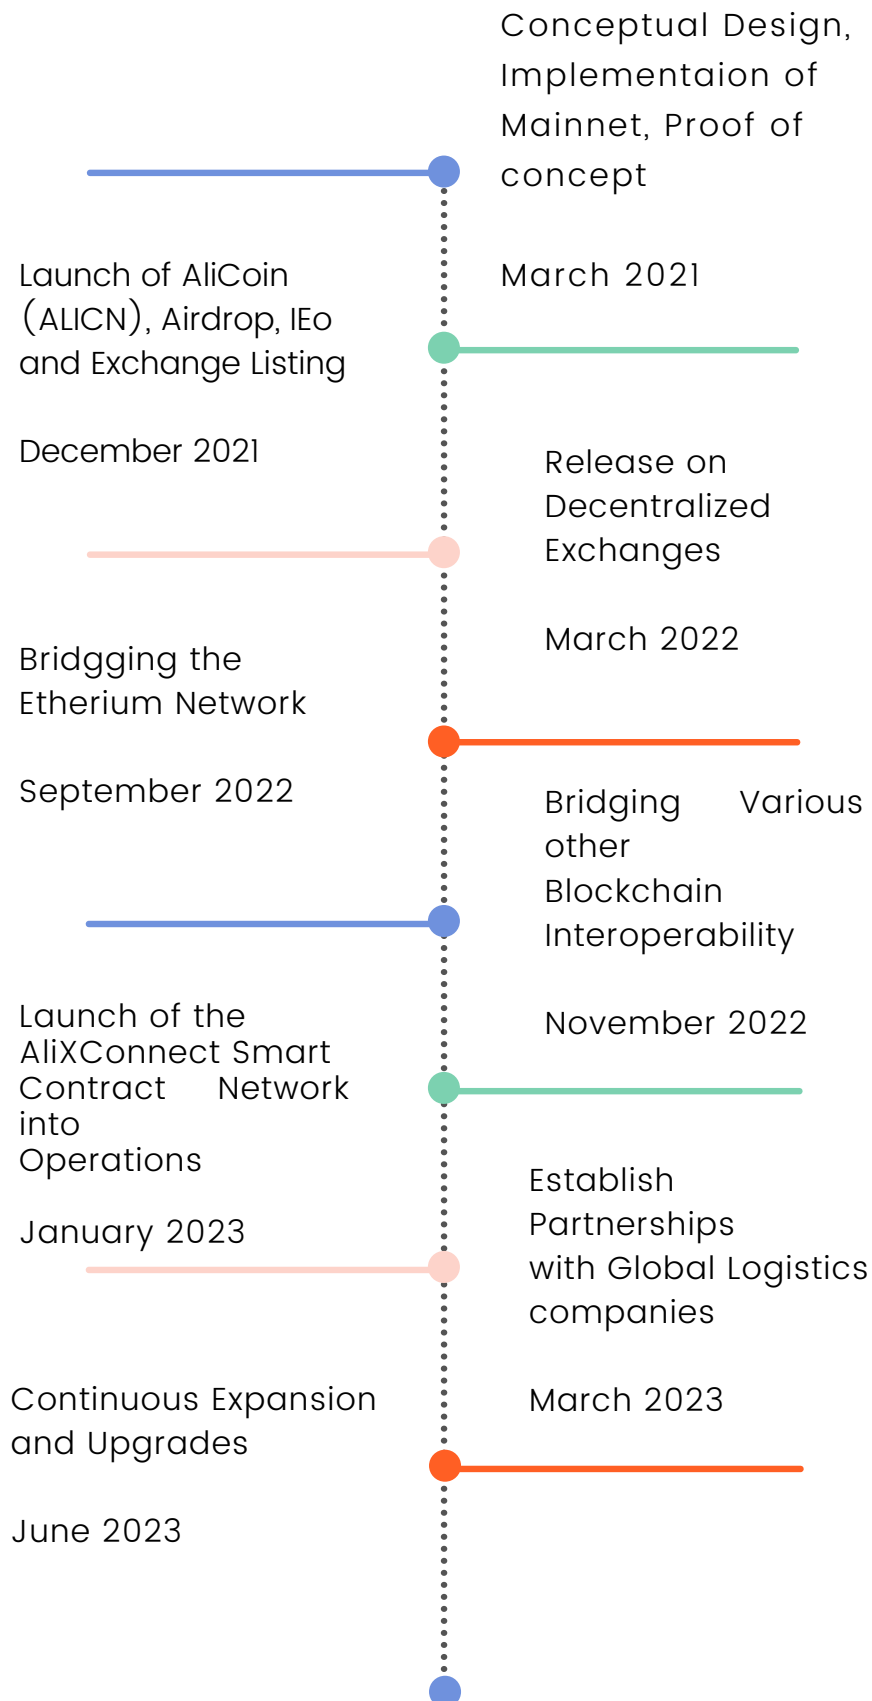 Conceptual Design,
Implementaion of
Mainnet, Proof of
concept
March 2021
Launch of AliCoin
(ALICN), Airdrop, IEo
and Exchange Listing
December 2021
Release on
Decentralized
Exchanges
March 2022
Bridgging the
Etherium Network
September 2022
Bridging Various
other
Blockchain
Interoperability
November 2022
Launch of the
AliXConnect Smart
Contract Network
into
Operations
January 2023
Establish
Partnerships
with Global Logistics
companies
March 2023
Continuous Expansion
and Upgrades
June 2023